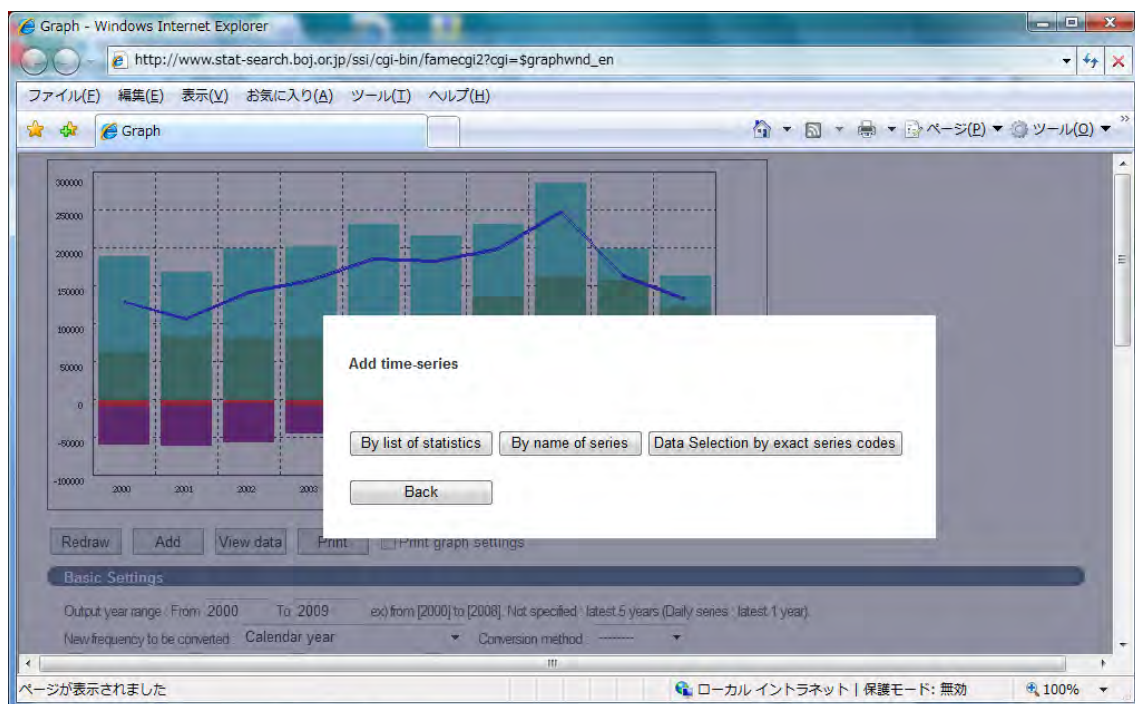 Graph - Windows Internet Explorer
http://www.stat-search.boj.or.jp/ssi/cgi-bin/famecgi2?cgi=$graphwnd_en
ファイル(F) 編集(E) 表示(V) お気に入り(A) ツール(T) ヘルプ(H)
Graph ページ(P) ツール(O)
300000
250000
200000
150000
100000
50000
0
-50000
-100000
2000 2001 2002 2003
Add time-series
By list of statistics By name of series Data Selection by exact series codes
Back
Redraw Add View data Print Print graph settings
Basic Settings
Output year range : From 2000 To 2009 ex) from [2000] to [2008]. Not specified : latest 5 years (Daily series : latest 1 year).
New frequency to be converted Calendar year Conversion method --------
ページが表示されました ローカル イントラネット | 保護モード: 無効 100%